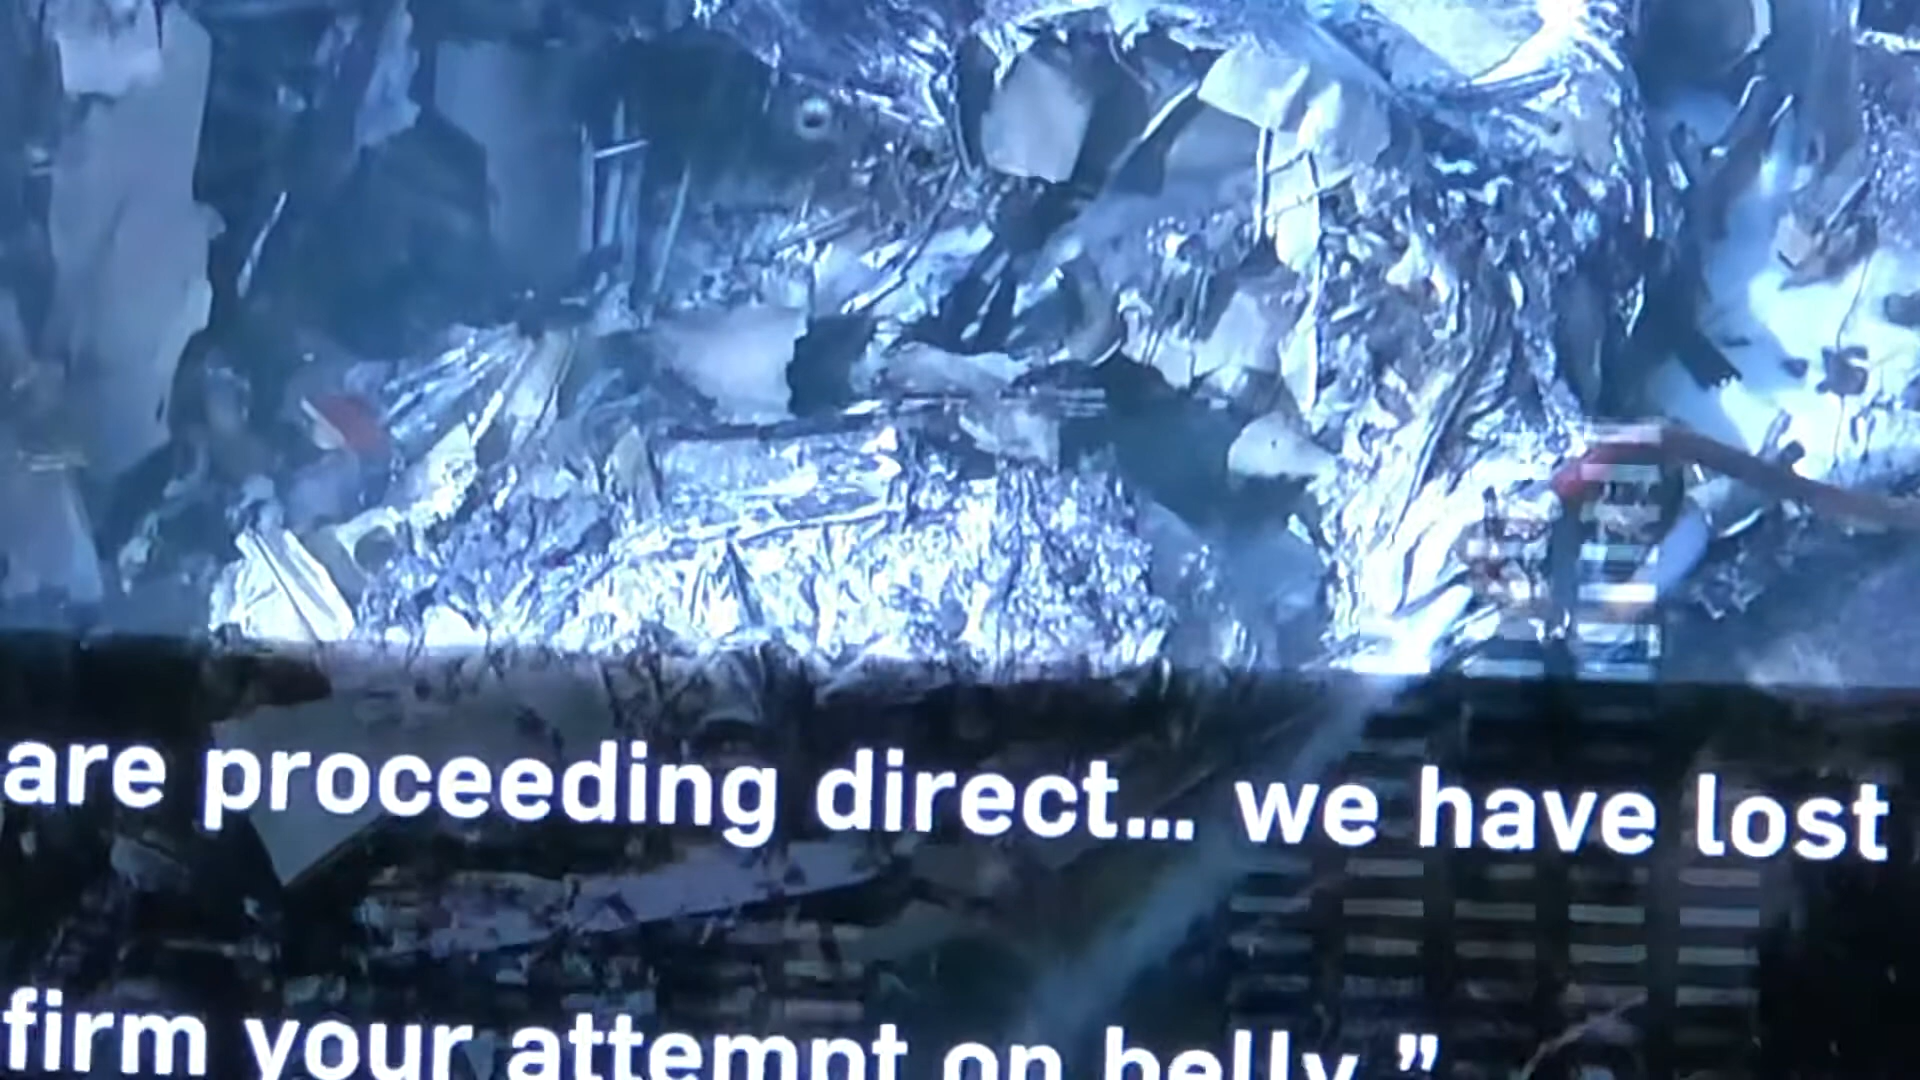 are proceeding direct... we have lost
firm your attempt on belly."